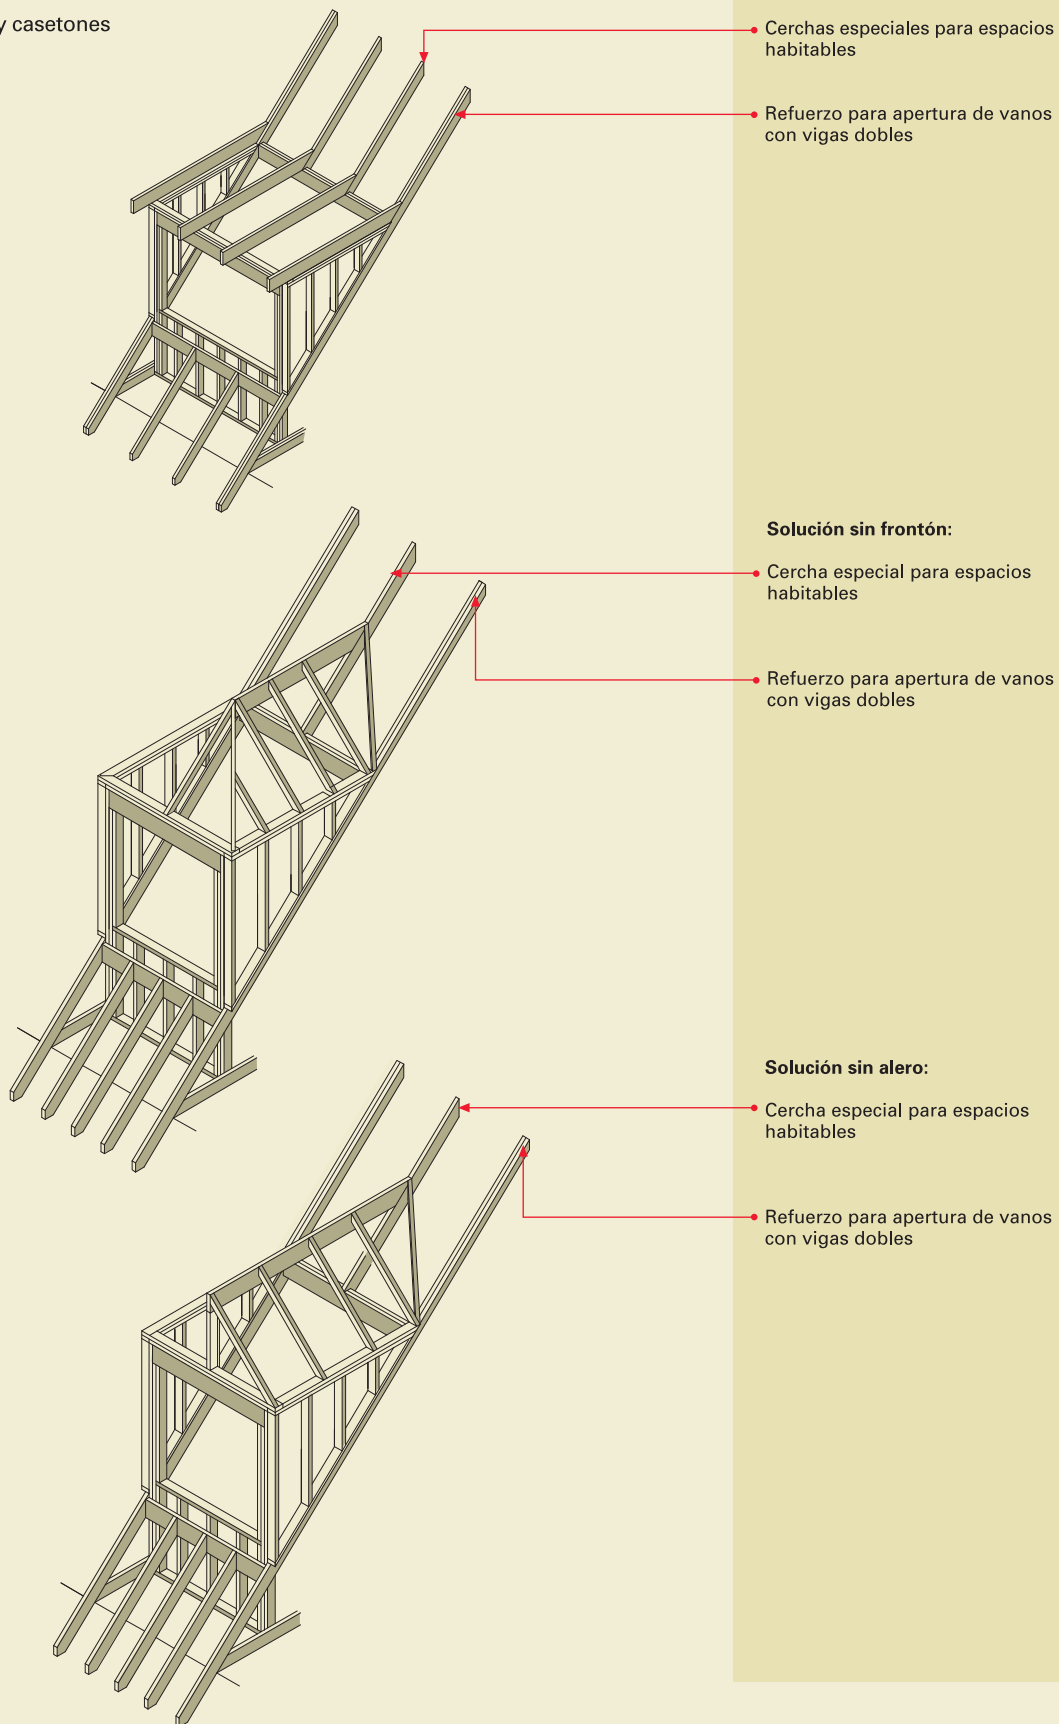 y casetones
Cerchas especiales para espacios
habitables
Refuerzo para apertura de vanos
con vigas dobles
Solución sin frontón:
Cercha especial para espacios
habitables
Refuerzo para apertura de vanos
con vigas dobles
Solución sin alero:
Cercha especial para espacios
habitables
Refuerzo para apertura de vanos
con vigas dobles